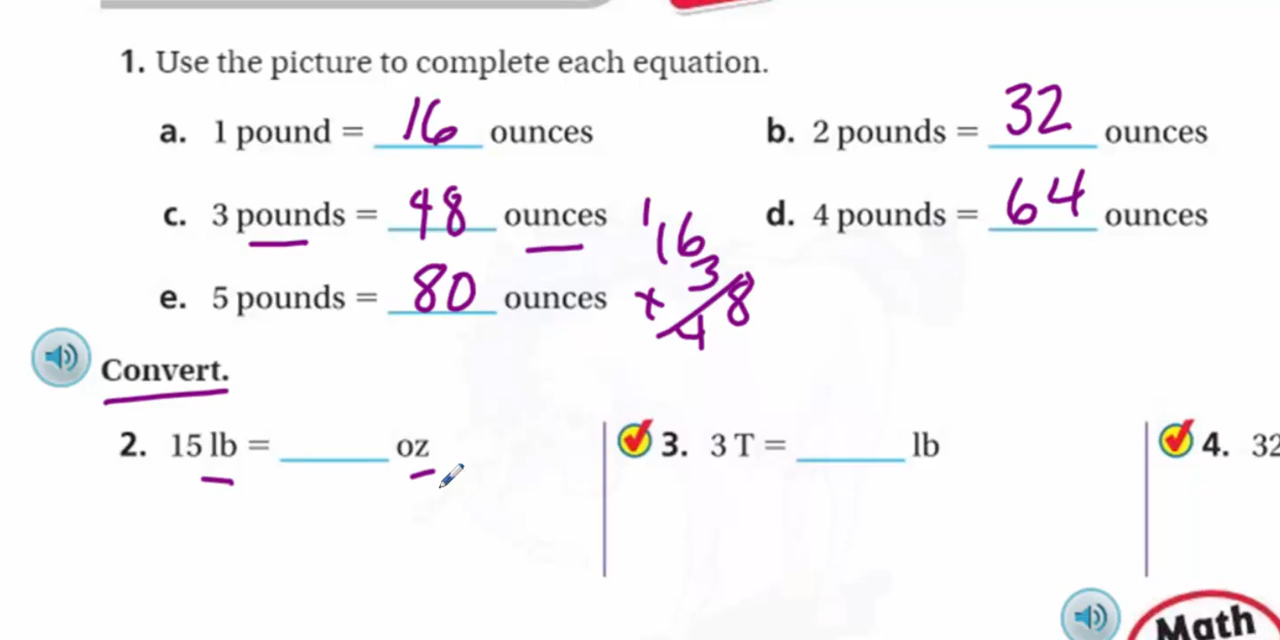 1. Use the picture to complete each equation.
a. 1 pound = 16 ounces
b. 2 pounds = 32 ounces
c. 3 pounds = 48 ounces
d. 4 pounds = 64 ounces
e. 5 pounds = 80 ounces
16
3
+ 48
Convert.
2. 15 lb = ______ oz
3. 3 T = ______ lb
4. 32
Math